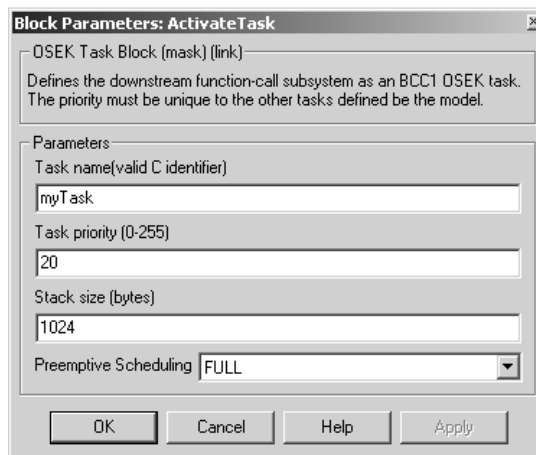 Block Parameters: ActivateTask
OSEK Task Block (mask) (link)
Defines the downstream function-call subsystem as an BCC1 OSEK task.
The priority must be unique to the other tasks defined be the model.
Parameters
Task name(valid C identifier)
myTask
Task priority (0-255)
20
Stack size (bytes)
1024
Preemptive Scheduling FULL
OK Cancel Help Apply